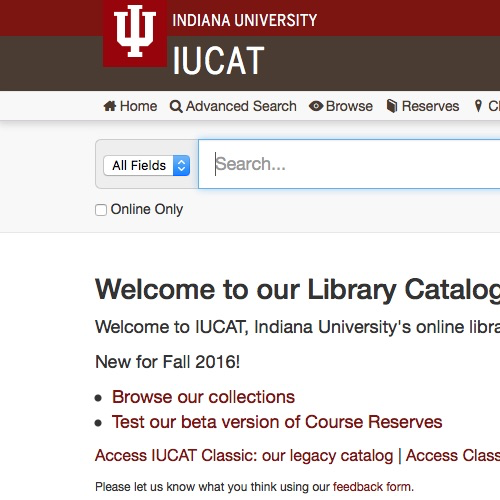 INDIANA UNIVERSITY
IUCAT
Home Advanced Search Browse Reserves
All Fields Search...
Online Only
Welcome to our Library Catalog
Welcome to IUCAT, Indiana University's online
New for Fall 2016!
Browse our collections
Test our beta version of Course Reserves
Access IUCAT Classic: our legacy catalog | Access
Please let us know what you think using our feedback form.